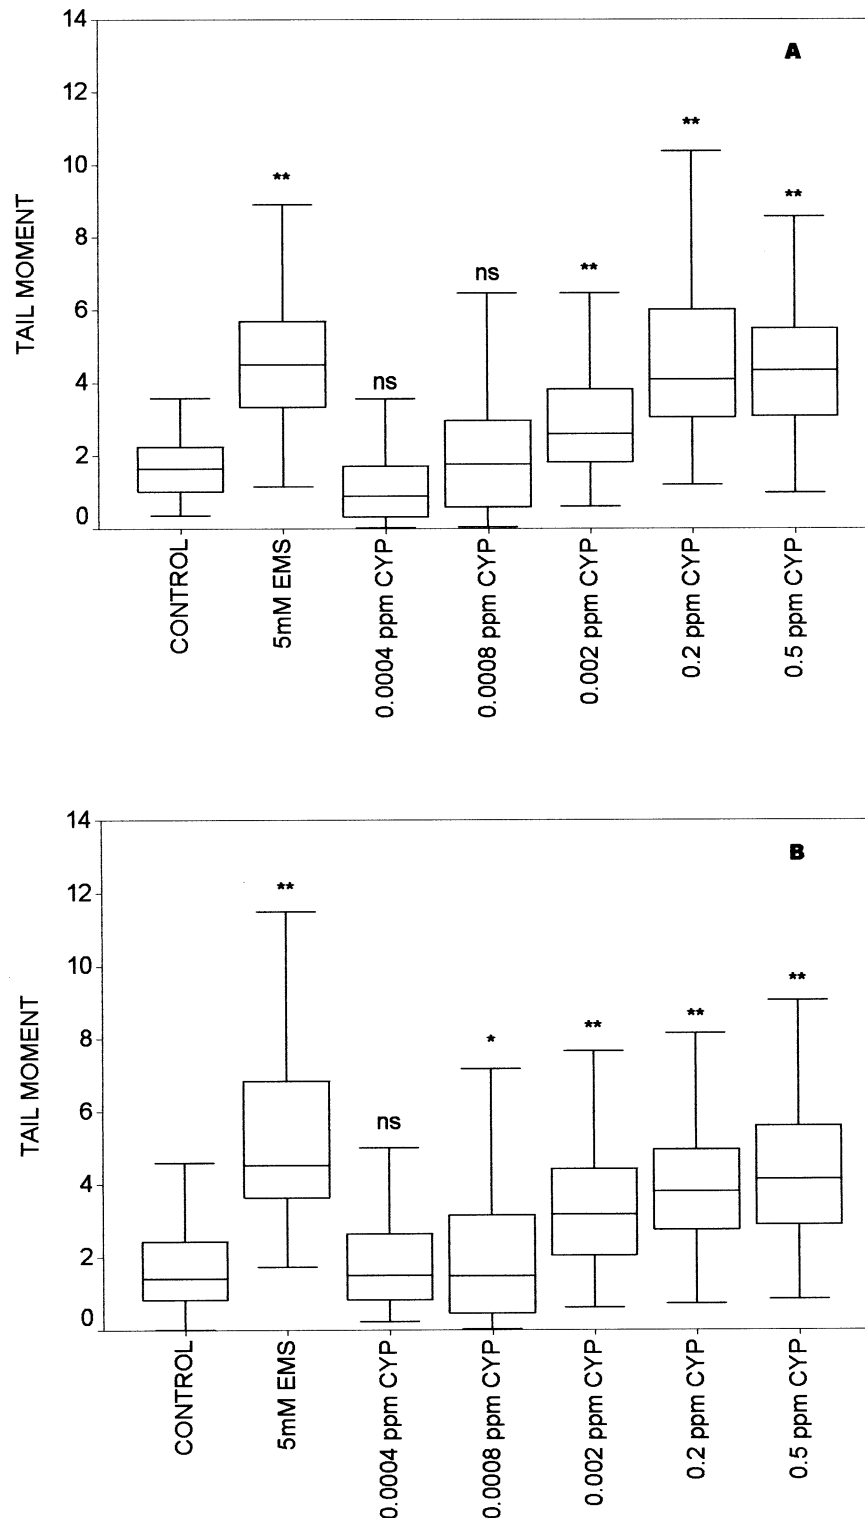 14
A
12
**
10
**
**
TAIL MOMENT
8
ns
**
6
4
ns
2
0
CONTROL
5mM EMS
0.0004 ppm CYP
0.0008 ppm CYP
0.002 ppm CYP
0.2 ppm CYP
0.5 ppm CYP
14
B
12
**
10
**
TAIL MOMENT
8
*
**
**
6
ns
4
2
0
CONTROL
5mM EMS
0.0004 ppm CYP
0.0008 ppm CYP
0.002 ppm CYP
0.2 ppm CYP
0.5 ppm CYP